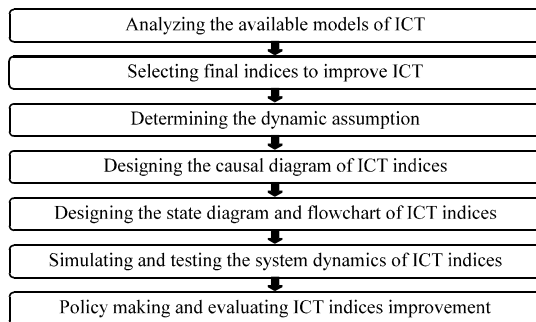 Analyzing the available models of ICT
Selecting final indices to improve ICT
Determining the dynamic assumption
Designing the causal diagram of ICT indices
Designing the state diagram and flowchart of ICT indices
Simulating and testing the system dynamics of ICT indices
Policy making and evaluating ICT indices improvement